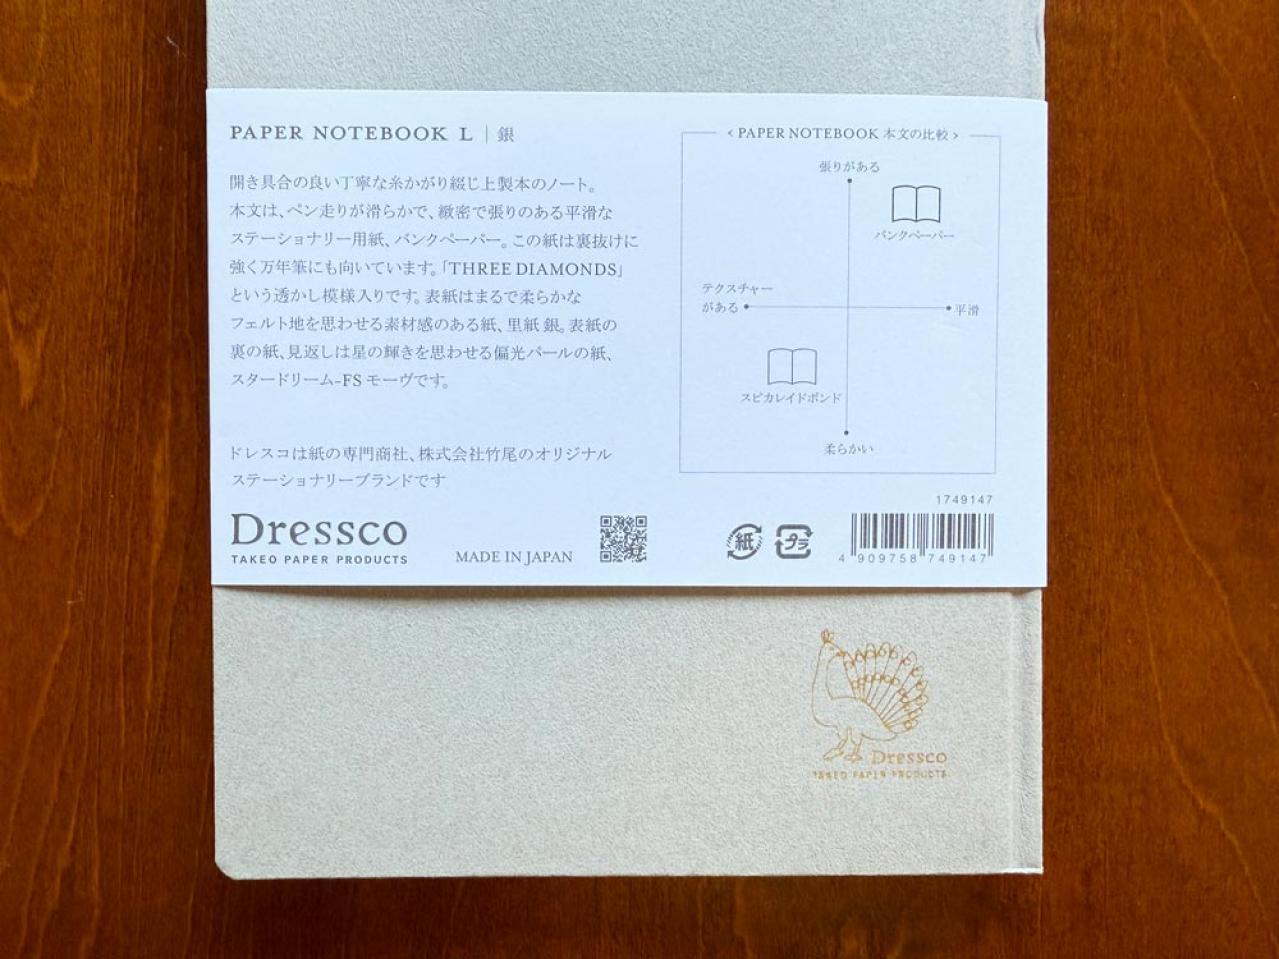 PAPER NOTEBOOK L | 銀
開き具合の良い丁寧な糸かがり綴じ上製本のノート。
本文は、ペン走りが滑らかで、緻密で張りのある平滑な
ステーショナリー用紙、バンクペーパー。この紙は裏抜けに
強く万年筆にも向いています。「THREE DIAMONDS」
という透かし模様入りです。表紙はまるで柔らかな
フェルト地を思わせる素材感のある紙、里紙 銀。表紙の
裏の紙、見返しは星の輝きを思わせる偏光パールの紙、
スタードリーム-FS モーヴです。
ドレスコは紙の専門商社、株式会社竹尾のオリジナル
ステーショナリーブランドです
Dressco
TAKEO PAPER PRODUCTS
MADE IN JAPAN
< PAPER NOTEBOOK 本文の比較 >
張りがある
バンクペーパー
テクスチャー
がある
平滑
スピカレイドボンド
柔らかい
1749147
紙
プラ
4 909758 749147
Dressco
TAKEO PAPER PRODUCTS